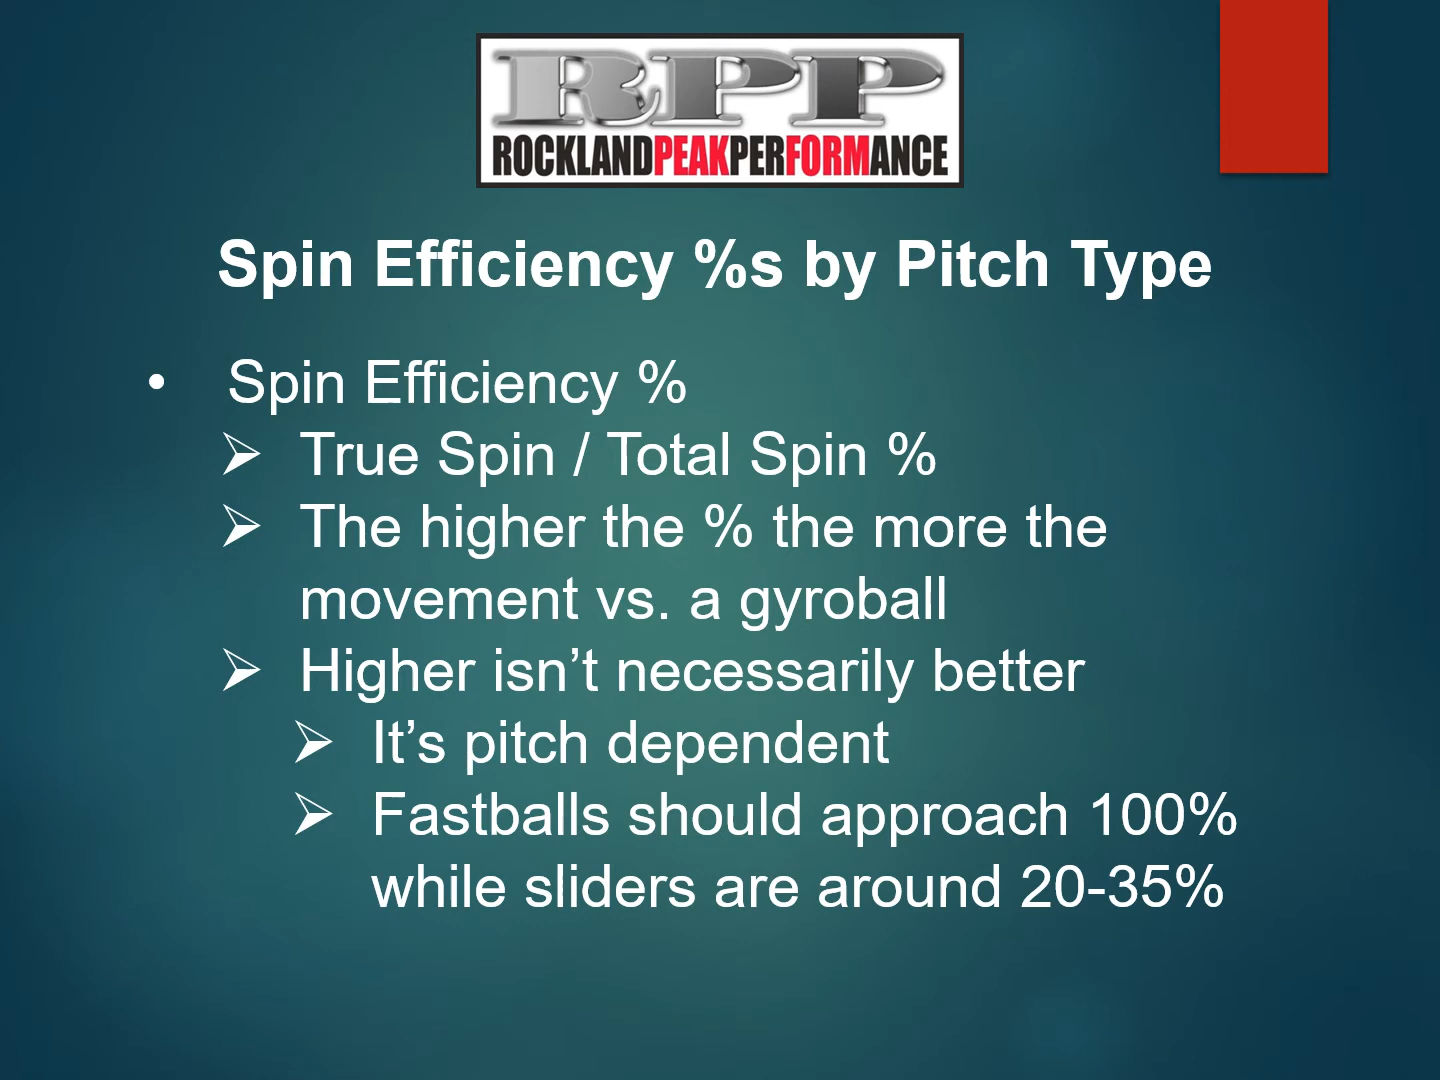 RPP
ROCKLANDPEAKPERFORMANCE
Spin Efficiency %s by Pitch Type
• Spin Efficiency %
➢ True Spin / Total Spin %
➢ The higher the % the more the
movement vs. a gyroball
➢ Higher isn’t necessarily better
➢ It’s pitch dependent
➢ Fastballs should approach 100%
while sliders are around 20-35%